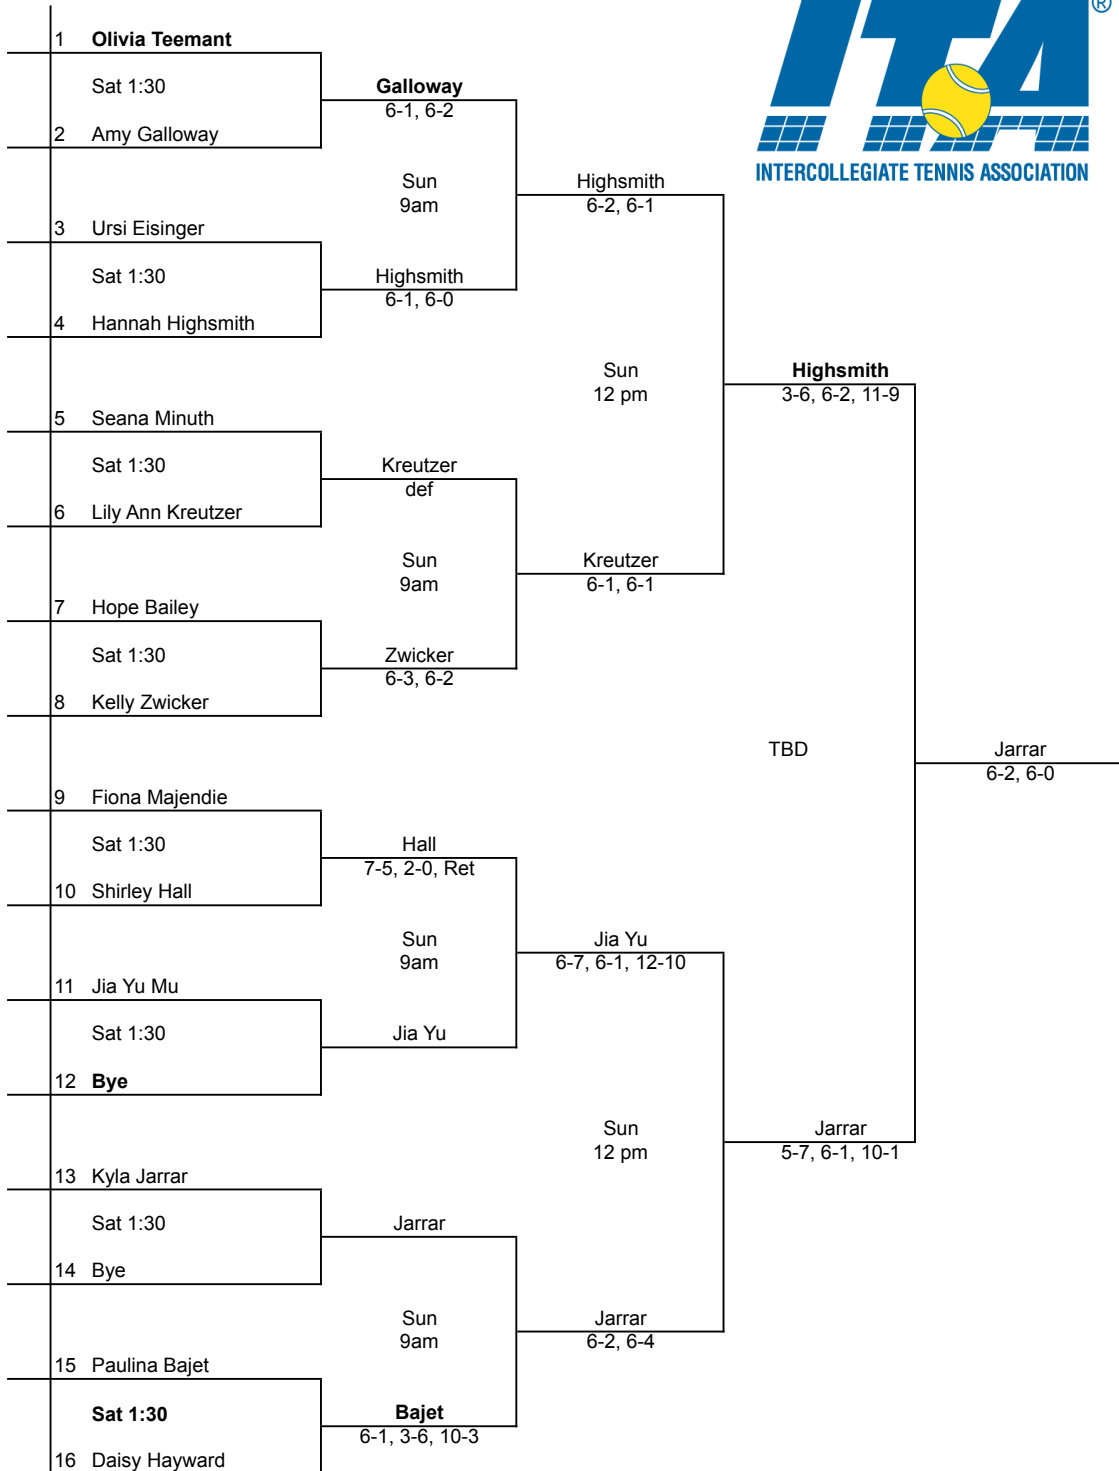 ITA
®
INTERCOLLEGIATE TENNIS ASSOCIATION
1 Olivia Teemant
Sat 1:30
Galloway
6-1, 6-2
2 Amy Galloway
Sun
9am
Highsmith
6-2, 6-1
3 Ursi Eisinger
Sat 1:30
Highsmith
6-1, 6-0
4 Hannah Highsmith
Sun
12 pm
Highsmith
3-6, 6-2, 11-9
5 Seana Minuth
Sat 1:30
Kreutzer
def
6 Lily Ann Kreutzer
Sun
9am
Kreutzer
6-1, 6-1
7 Hope Bailey
Sat 1:30
Zwicker
6-3, 6-2
8 Kelly Zwicker
TBD
Jarrar
6-2, 6-0
9 Fiona Majendie
Sat 1:30
Hall
7-5, 2-0, Ret
10 Shirley Hall
Sun
9am
Jia Yu
6-7, 6-1, 12-10
11 Jia Yu Mu
Sat 1:30
Jia Yu
12 Bye
Sun
12 pm
Jarrar
5-7, 6-1, 10-1
13 Kyla Jarrar
Sat 1:30
Jarrar
14 Bye
Sun
9am
Jarrar
6-2, 6-4
15 Paulina Bajet
Sat 1:30
Bajet
6-1, 3-6, 10-3
16 Daisy Hayward